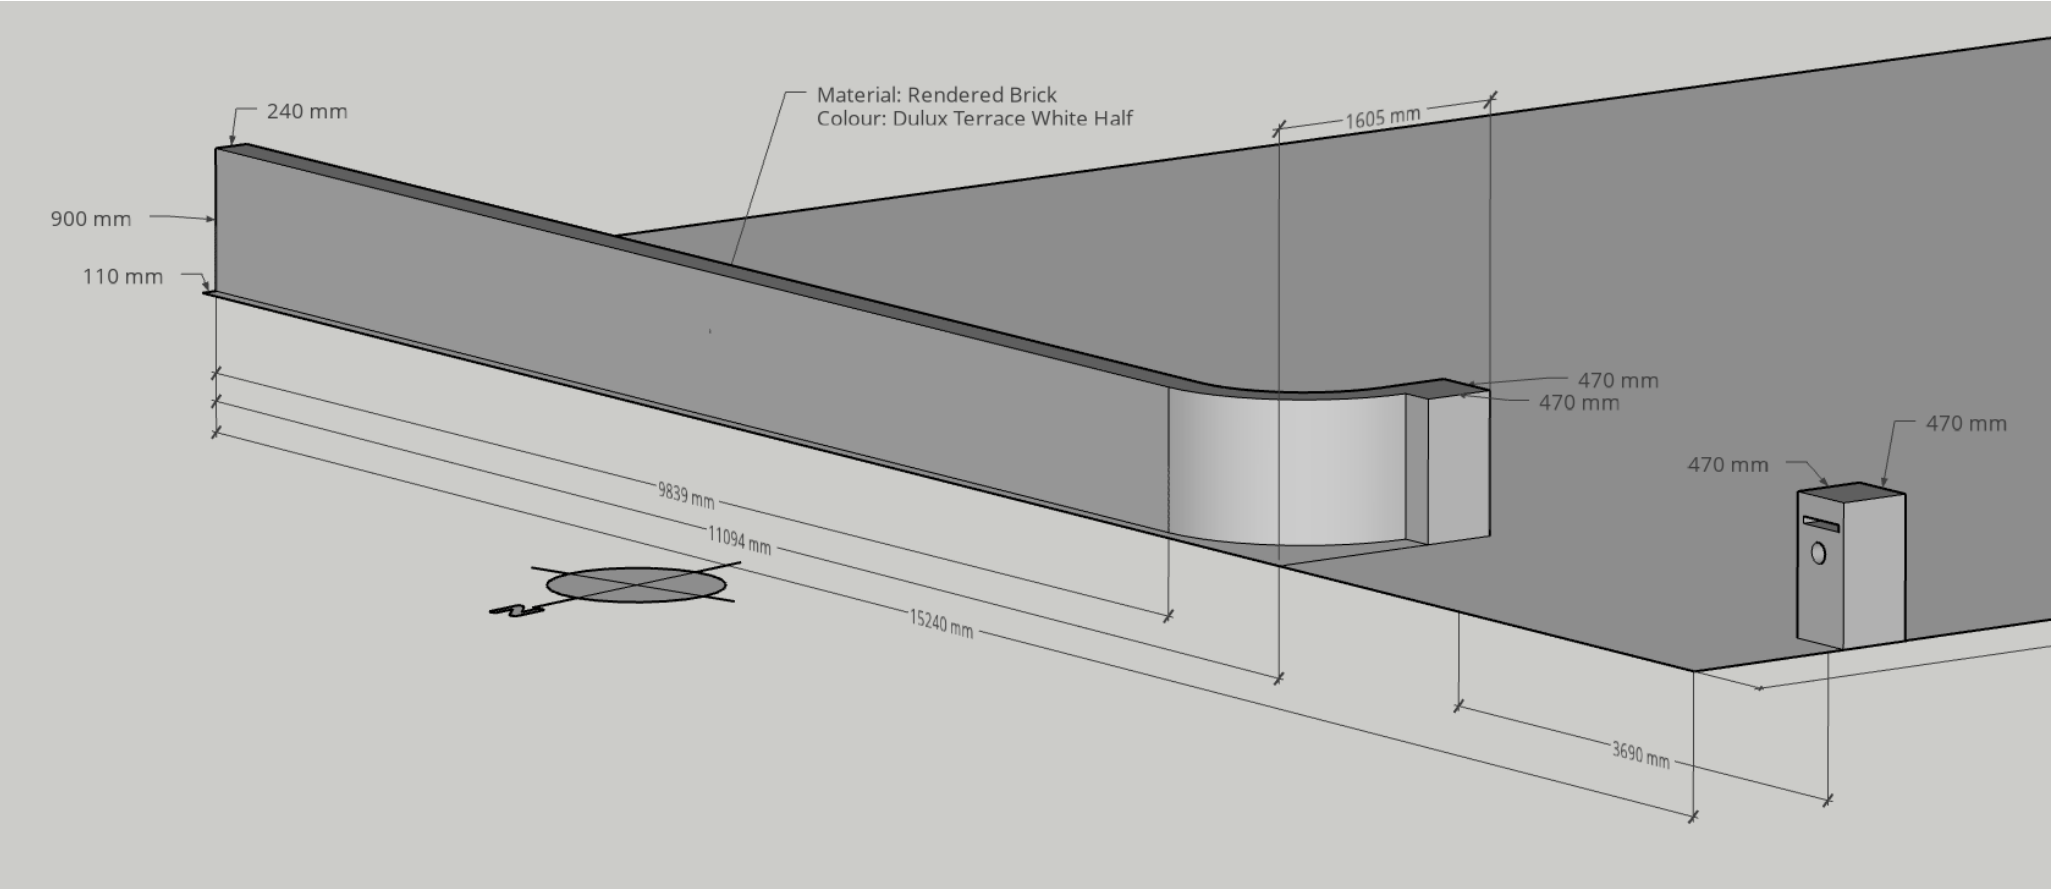 240 mm
Material: Rendered Brick
Colour: Dulux Terrace White Half
1605 mm
900 mm
110 mm
470 mm
470 mm
470 mm
470 mm
9839 mm
11094 mm
15240 mm
3690 mm
N